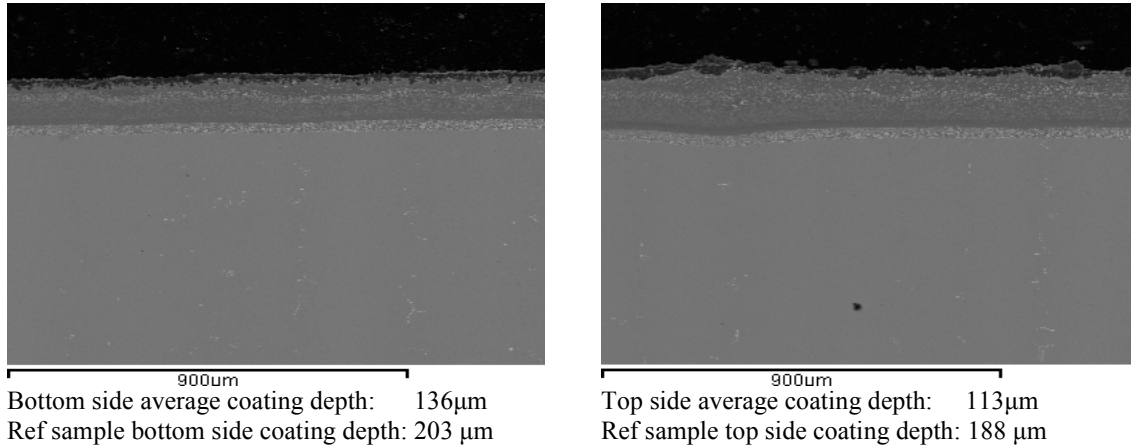 900um
Bottom side average coating depth: 136μm
Ref sample bottom side coating depth: 203 μm
900um
Top side average coating depth: 113μm
Ref sample top side coating depth: 188 μm